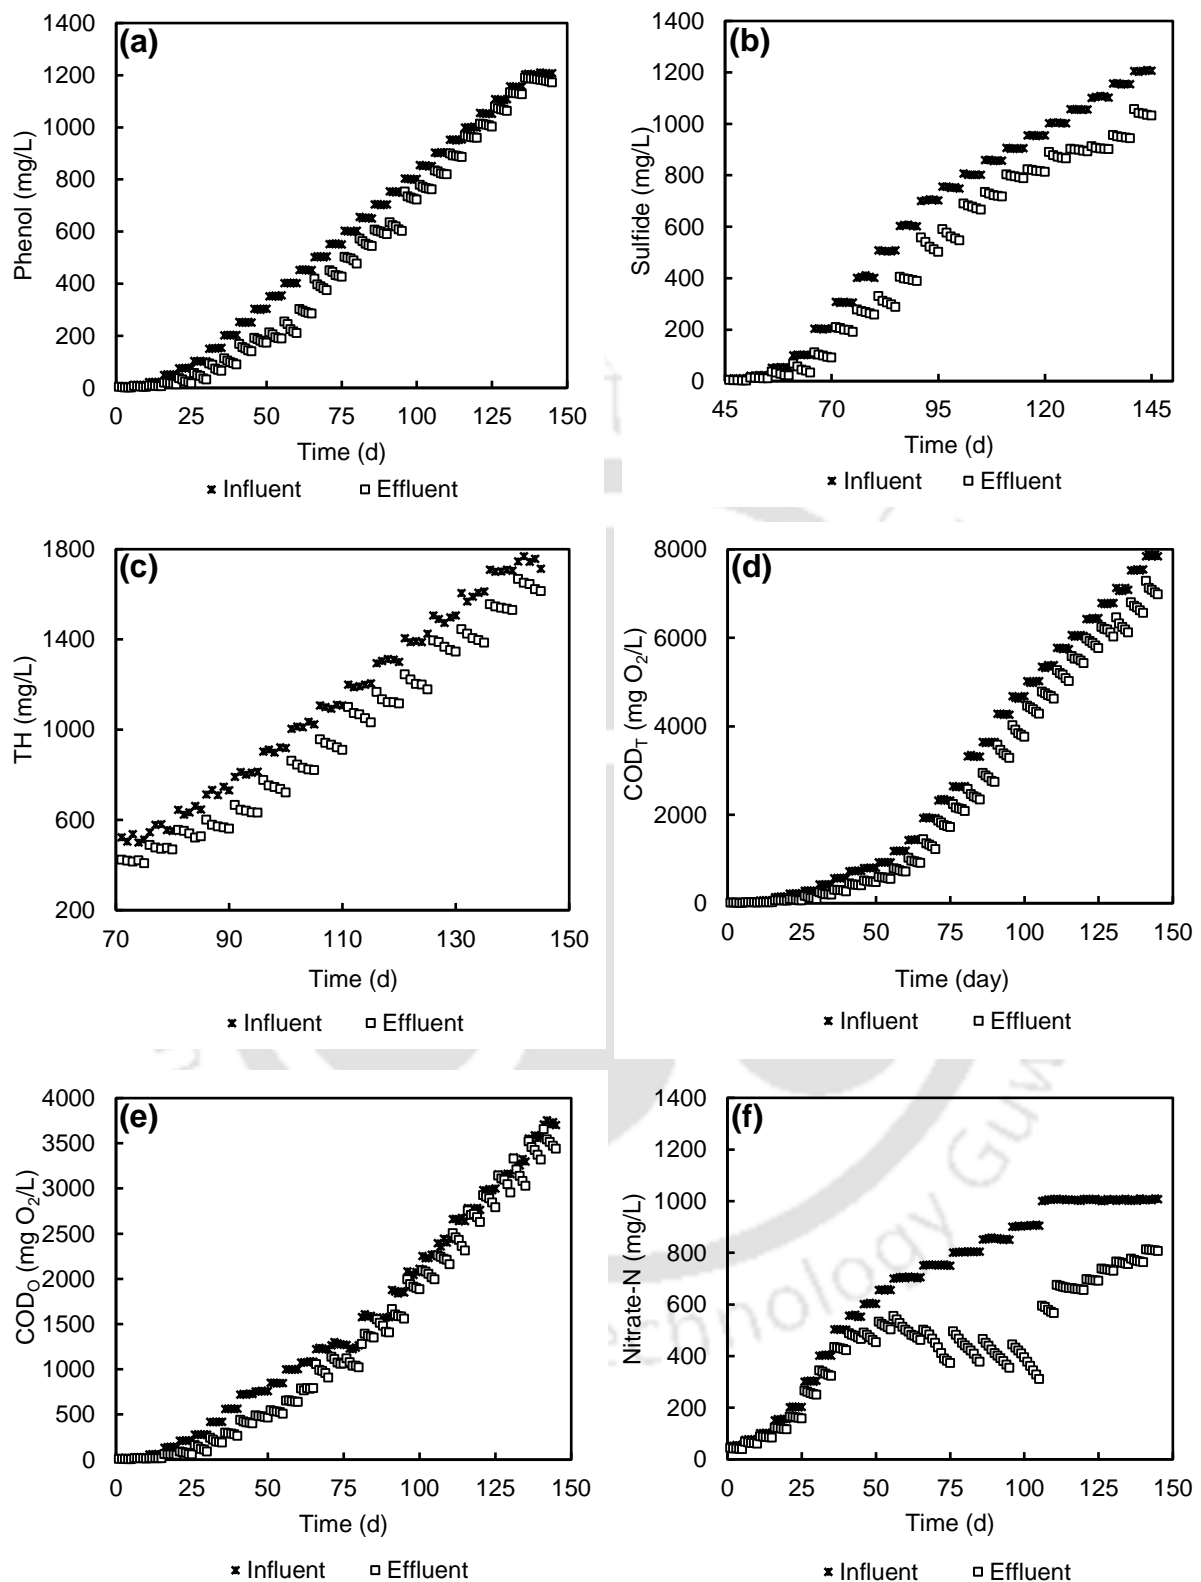 (a)
Phenol (mg/L)
1400
1200
1000
800
600
400
200
0
0 25 50 75 100 125 150
Time (d)
Influent Effluent
(b)
Sulfide (mg/L)
1400
1200
1000
800
600
400
200
0
45 70 95 120 145
Time (d)
Influent Effluent
(c)
TH (mg/L)
1800
1400
1000
600
200
70 90 110 130 150
Time (d)
Influent Effluent
(d)
COD_T (mg O₂/L)
8000
6000
4000
2000
0
0 25 50 75 100 125 150
Time (day)
Influent Effluent
(e)
COD_O (mg O₂/L)
4000
3500
3000
2500
2000
1500
1000
500
0
0 25 50 75 100 125 150
Time (d)
Influent Effluent
(f)
Nitrate-N (mg/L)
1400
1200
1000
800
600
400
200
0
0 25 50 75 100 125 150
Time (d)
Influent Effluent